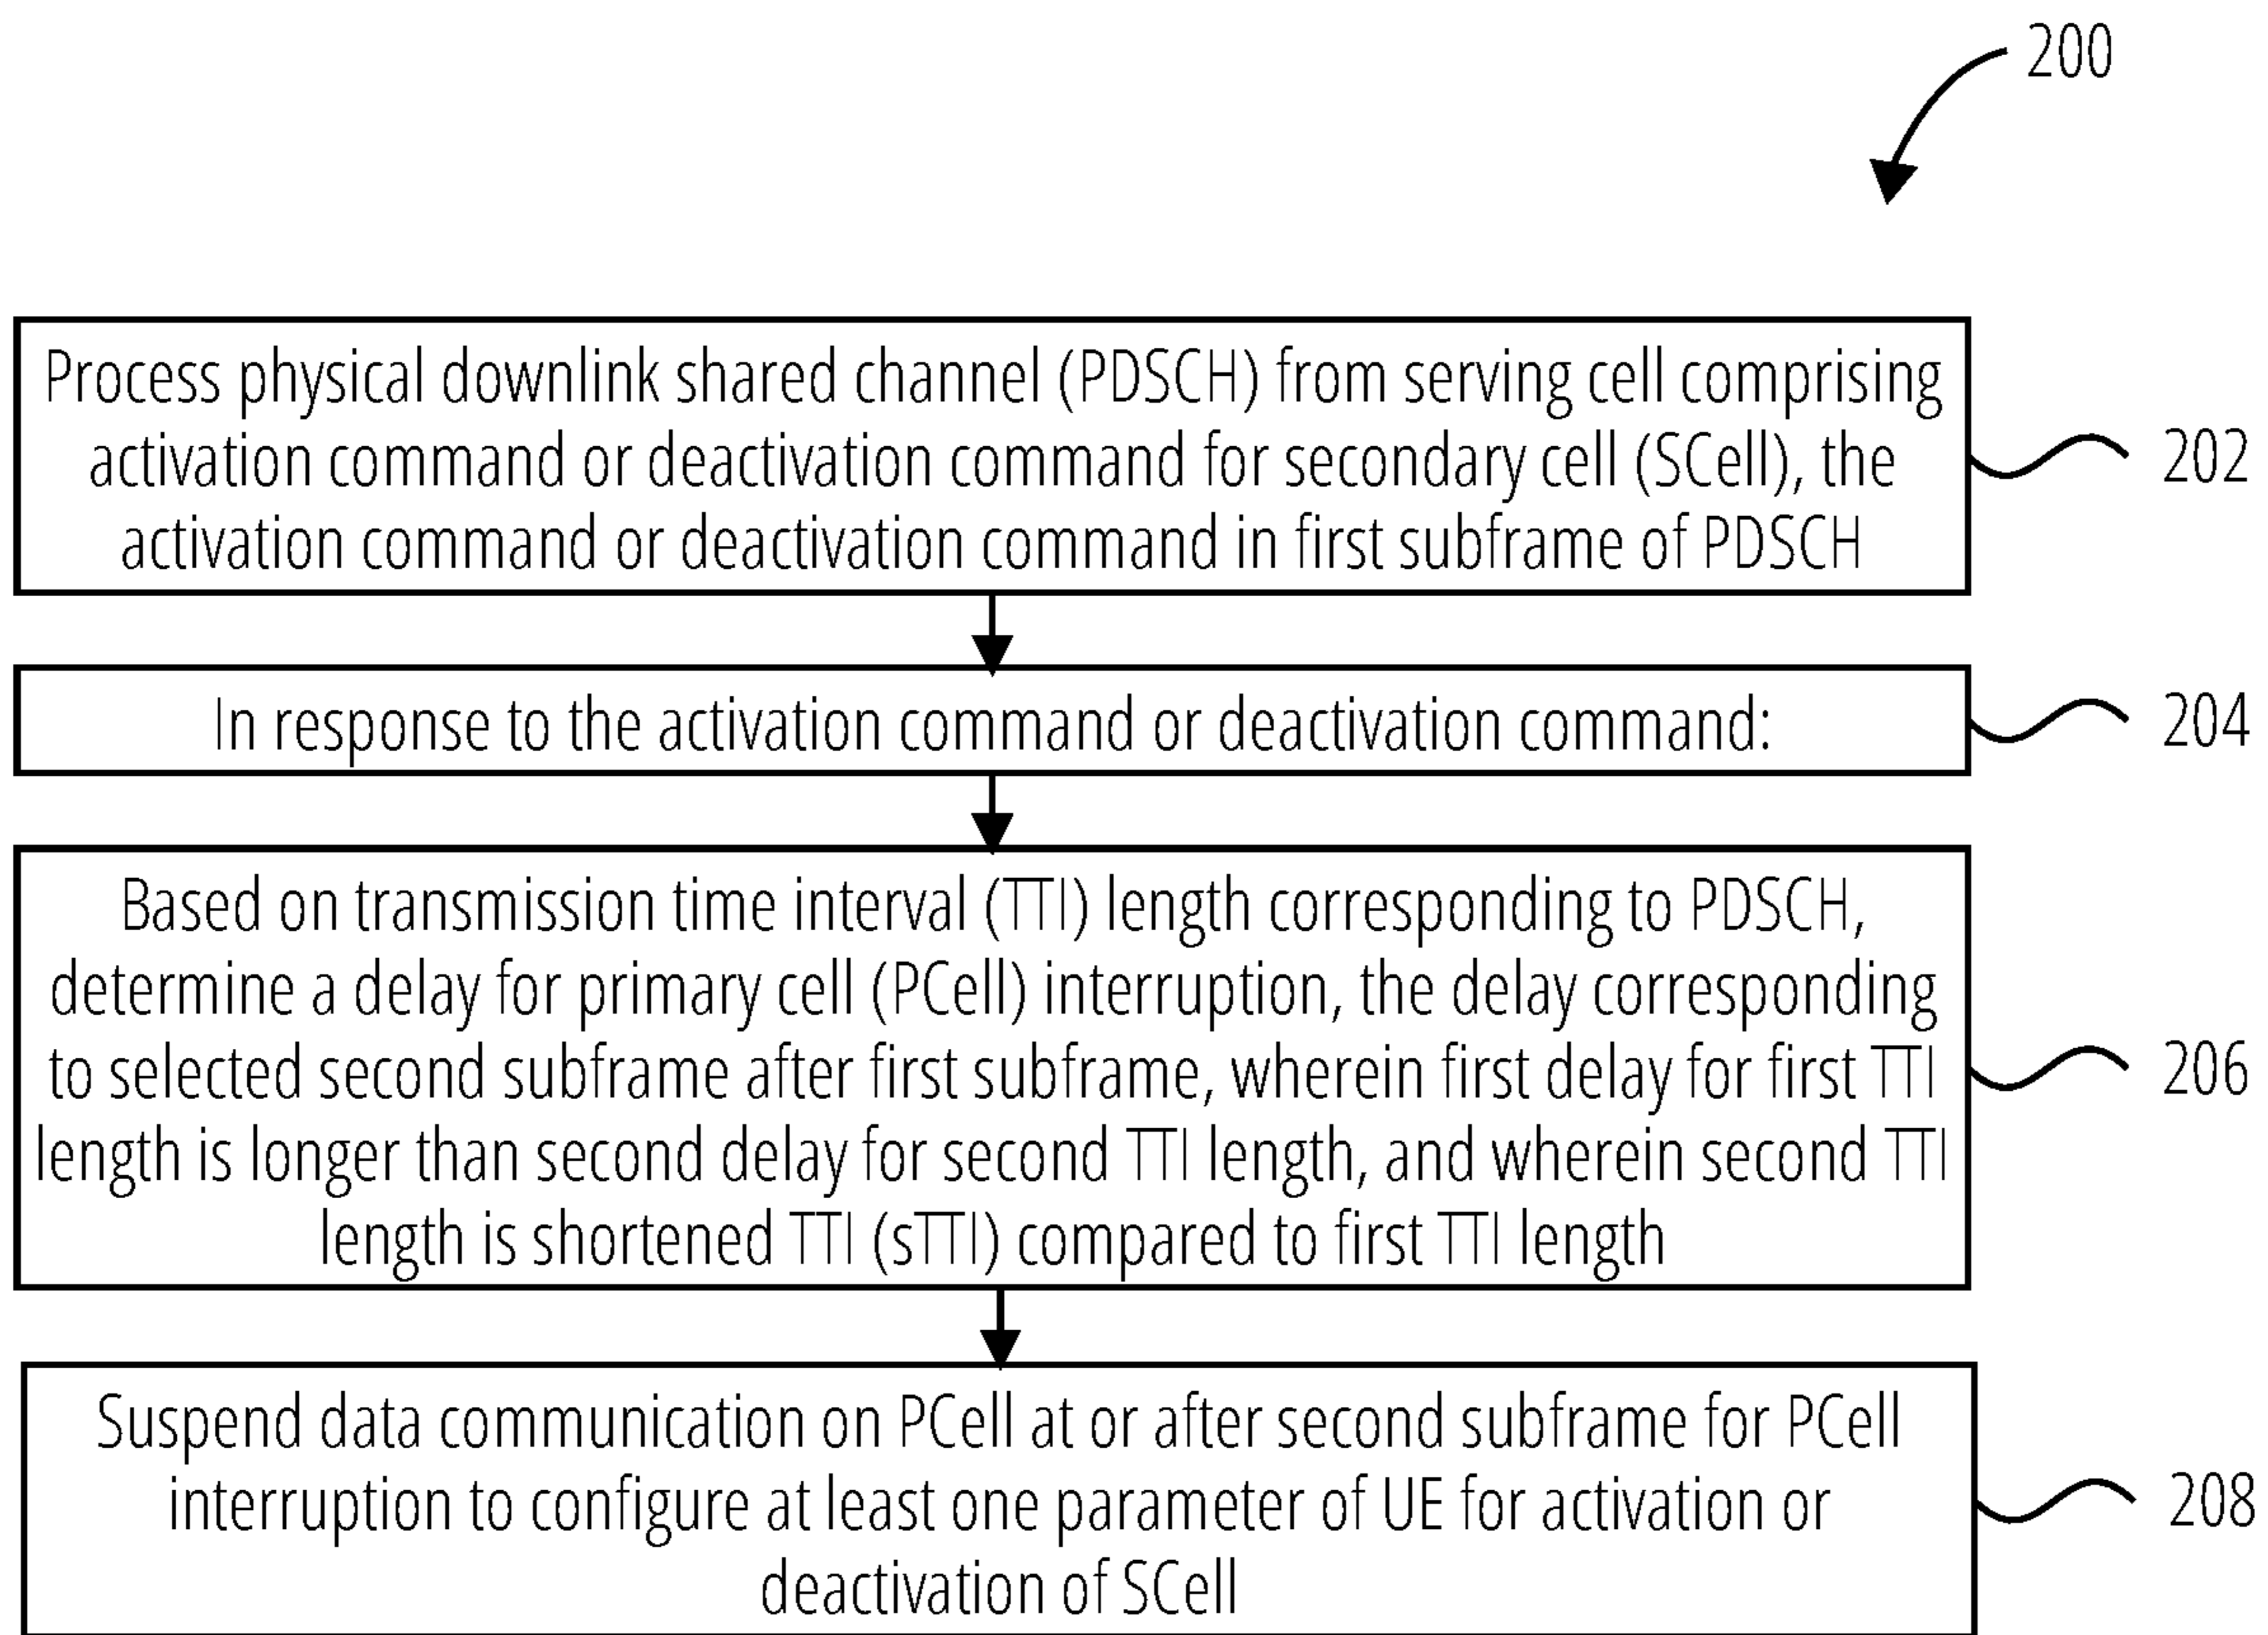 200
Process physical downlink shared channel (PDSCH) from serving cell comprising
activation command or deactivation command for secondary cell (SCell), the
activation command or deactivation command in first subframe of PDSCH
202
In response to the activation command or deactivation command:
204
Based on transmission time interval (TTI) length corresponding to PDSCH,
determine a delay for primary cell (PCell) interruption, the delay corresponding
to selected second subframe after first subframe, wherein first delay for first TTI
length is longer than second delay for second TTI length, and wherein second TTI
length is shortened TTI (sTTI) compared to first TTI length
206
Suspend data communication on PCell at or after second subframe for PCell
interruption to configure at least one parameter of UE for activation or
deactivation of SCell
208